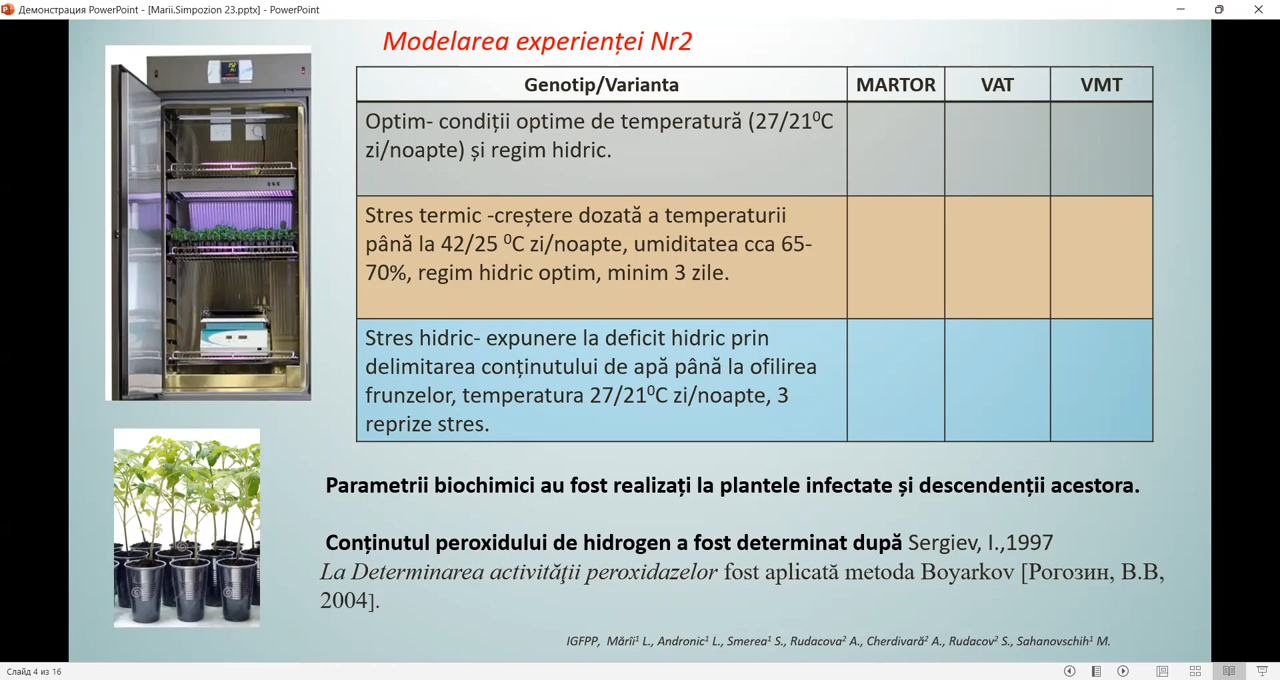 Демонстрация PowerPoint - [Marii.Simpozion 23.pptx] - PowerPoint
Modelarea experienței Nr2
Genotip/Varianta MARTOR VAT VMT
Optim- condiții optime de temperatură (27/21⁰C
zi/noapte) și regim hidric.
Stres termic -creștere dozată a temperaturii
până la 42/25 ⁰C zi/noapte, umiditatea cca 65-
70%, regim hidric optim, minim 3 zile.
Stres hidric- expunere la deficit hidric prin
delimitarea conținutului de apă până la ofilirea
frunzelor, temperatura 27/21⁰C zi/noapte, 3
reprize stres.
Parametrii biochimici au fost realizați la plantele infectate și descendenții acestora.
Conținutul peroxidului de hidrogen a fost determinat după Sergiev, I.,1997
La Determinarea activităţii peroxidazelor fost aplicată metoda Boyarkov [Рогозин, В.В,
2004].
IGFPP, Mărîi¹ L., Andronic¹ L., Smerea¹ S., Rudacova² A., Cherdivară² A., Rudacov² S., Sahanovschih¹ M.
Слайд 4 из 16